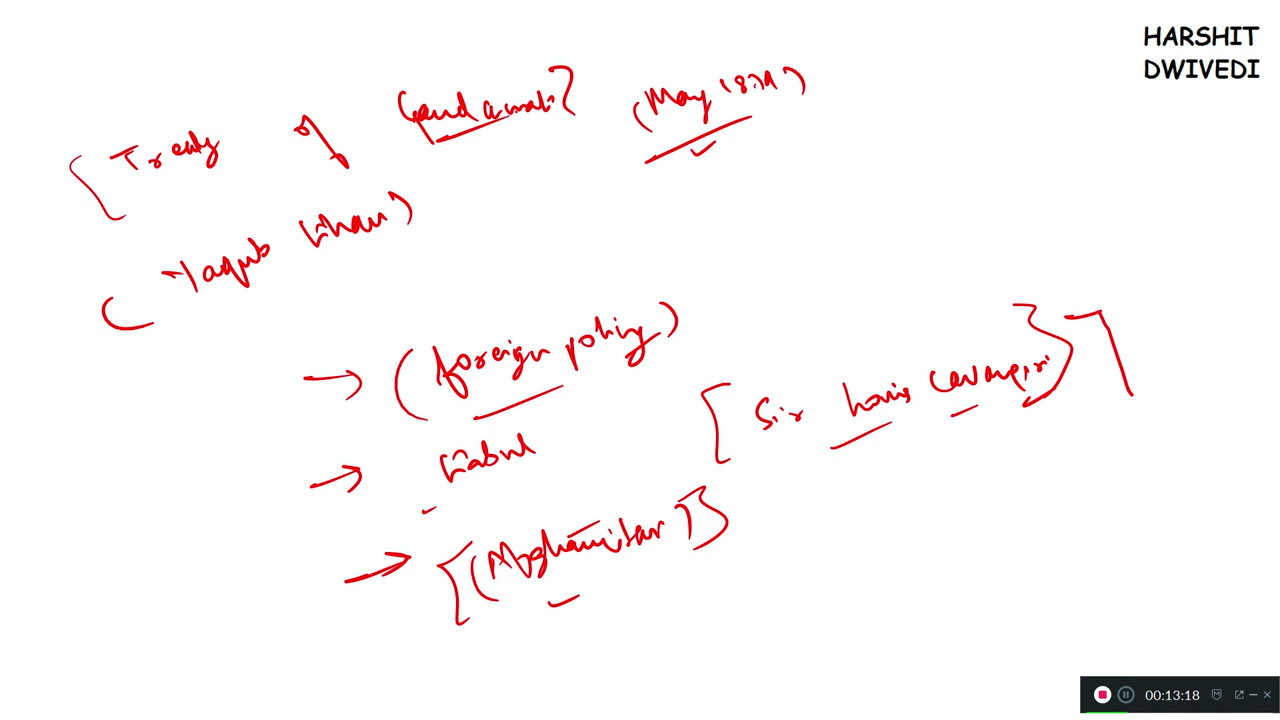 HARSHIT
DWIVEDI
Treaty of Gandamak (May 1879)
(Yaqub Khan)
→ (foreign policy)
[Sir Louis Cavagnari}]
→ Kabul
→ [(Afghanistan)]
00:13:18